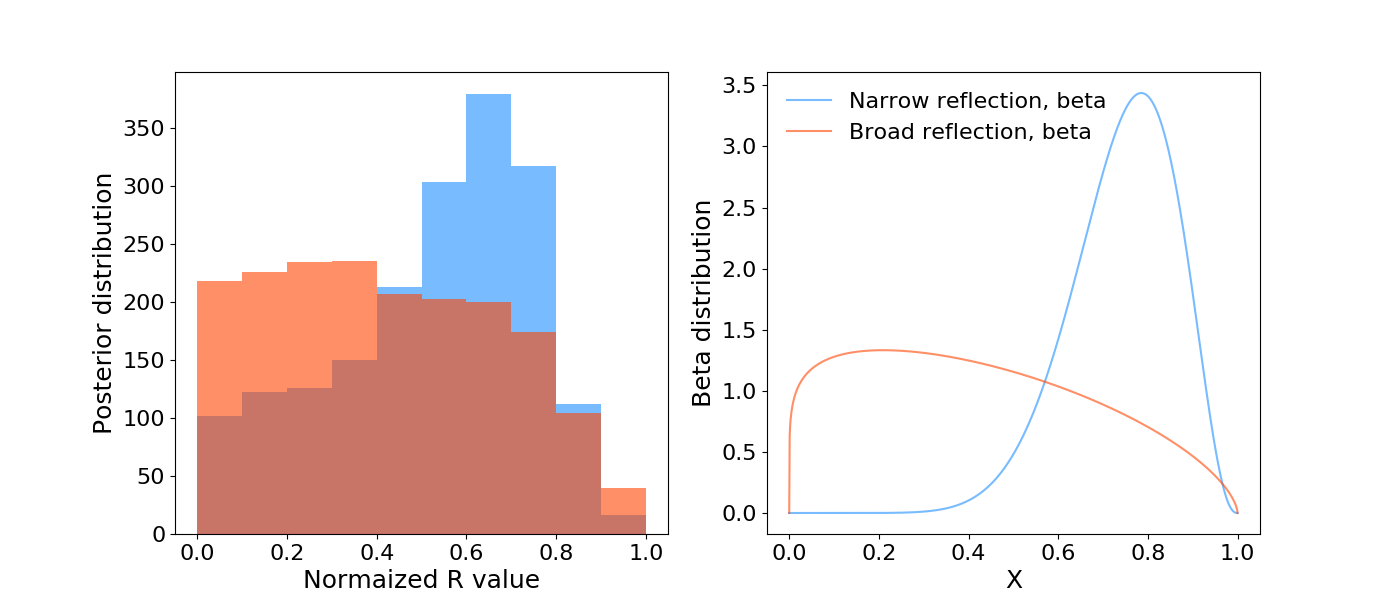 Posterior distribution
350
300
250
200
150
100
50
0
0.0 0.2 0.4 0.6 0.8 1.0
Normaized R value
Beta distribution
3.5
3.0
2.5
2.0
1.5
1.0
0.5
0.0
Narrow reflection, beta
Broad reflection, beta
0.0 0.2 0.4 0.6 0.8 1.0
X